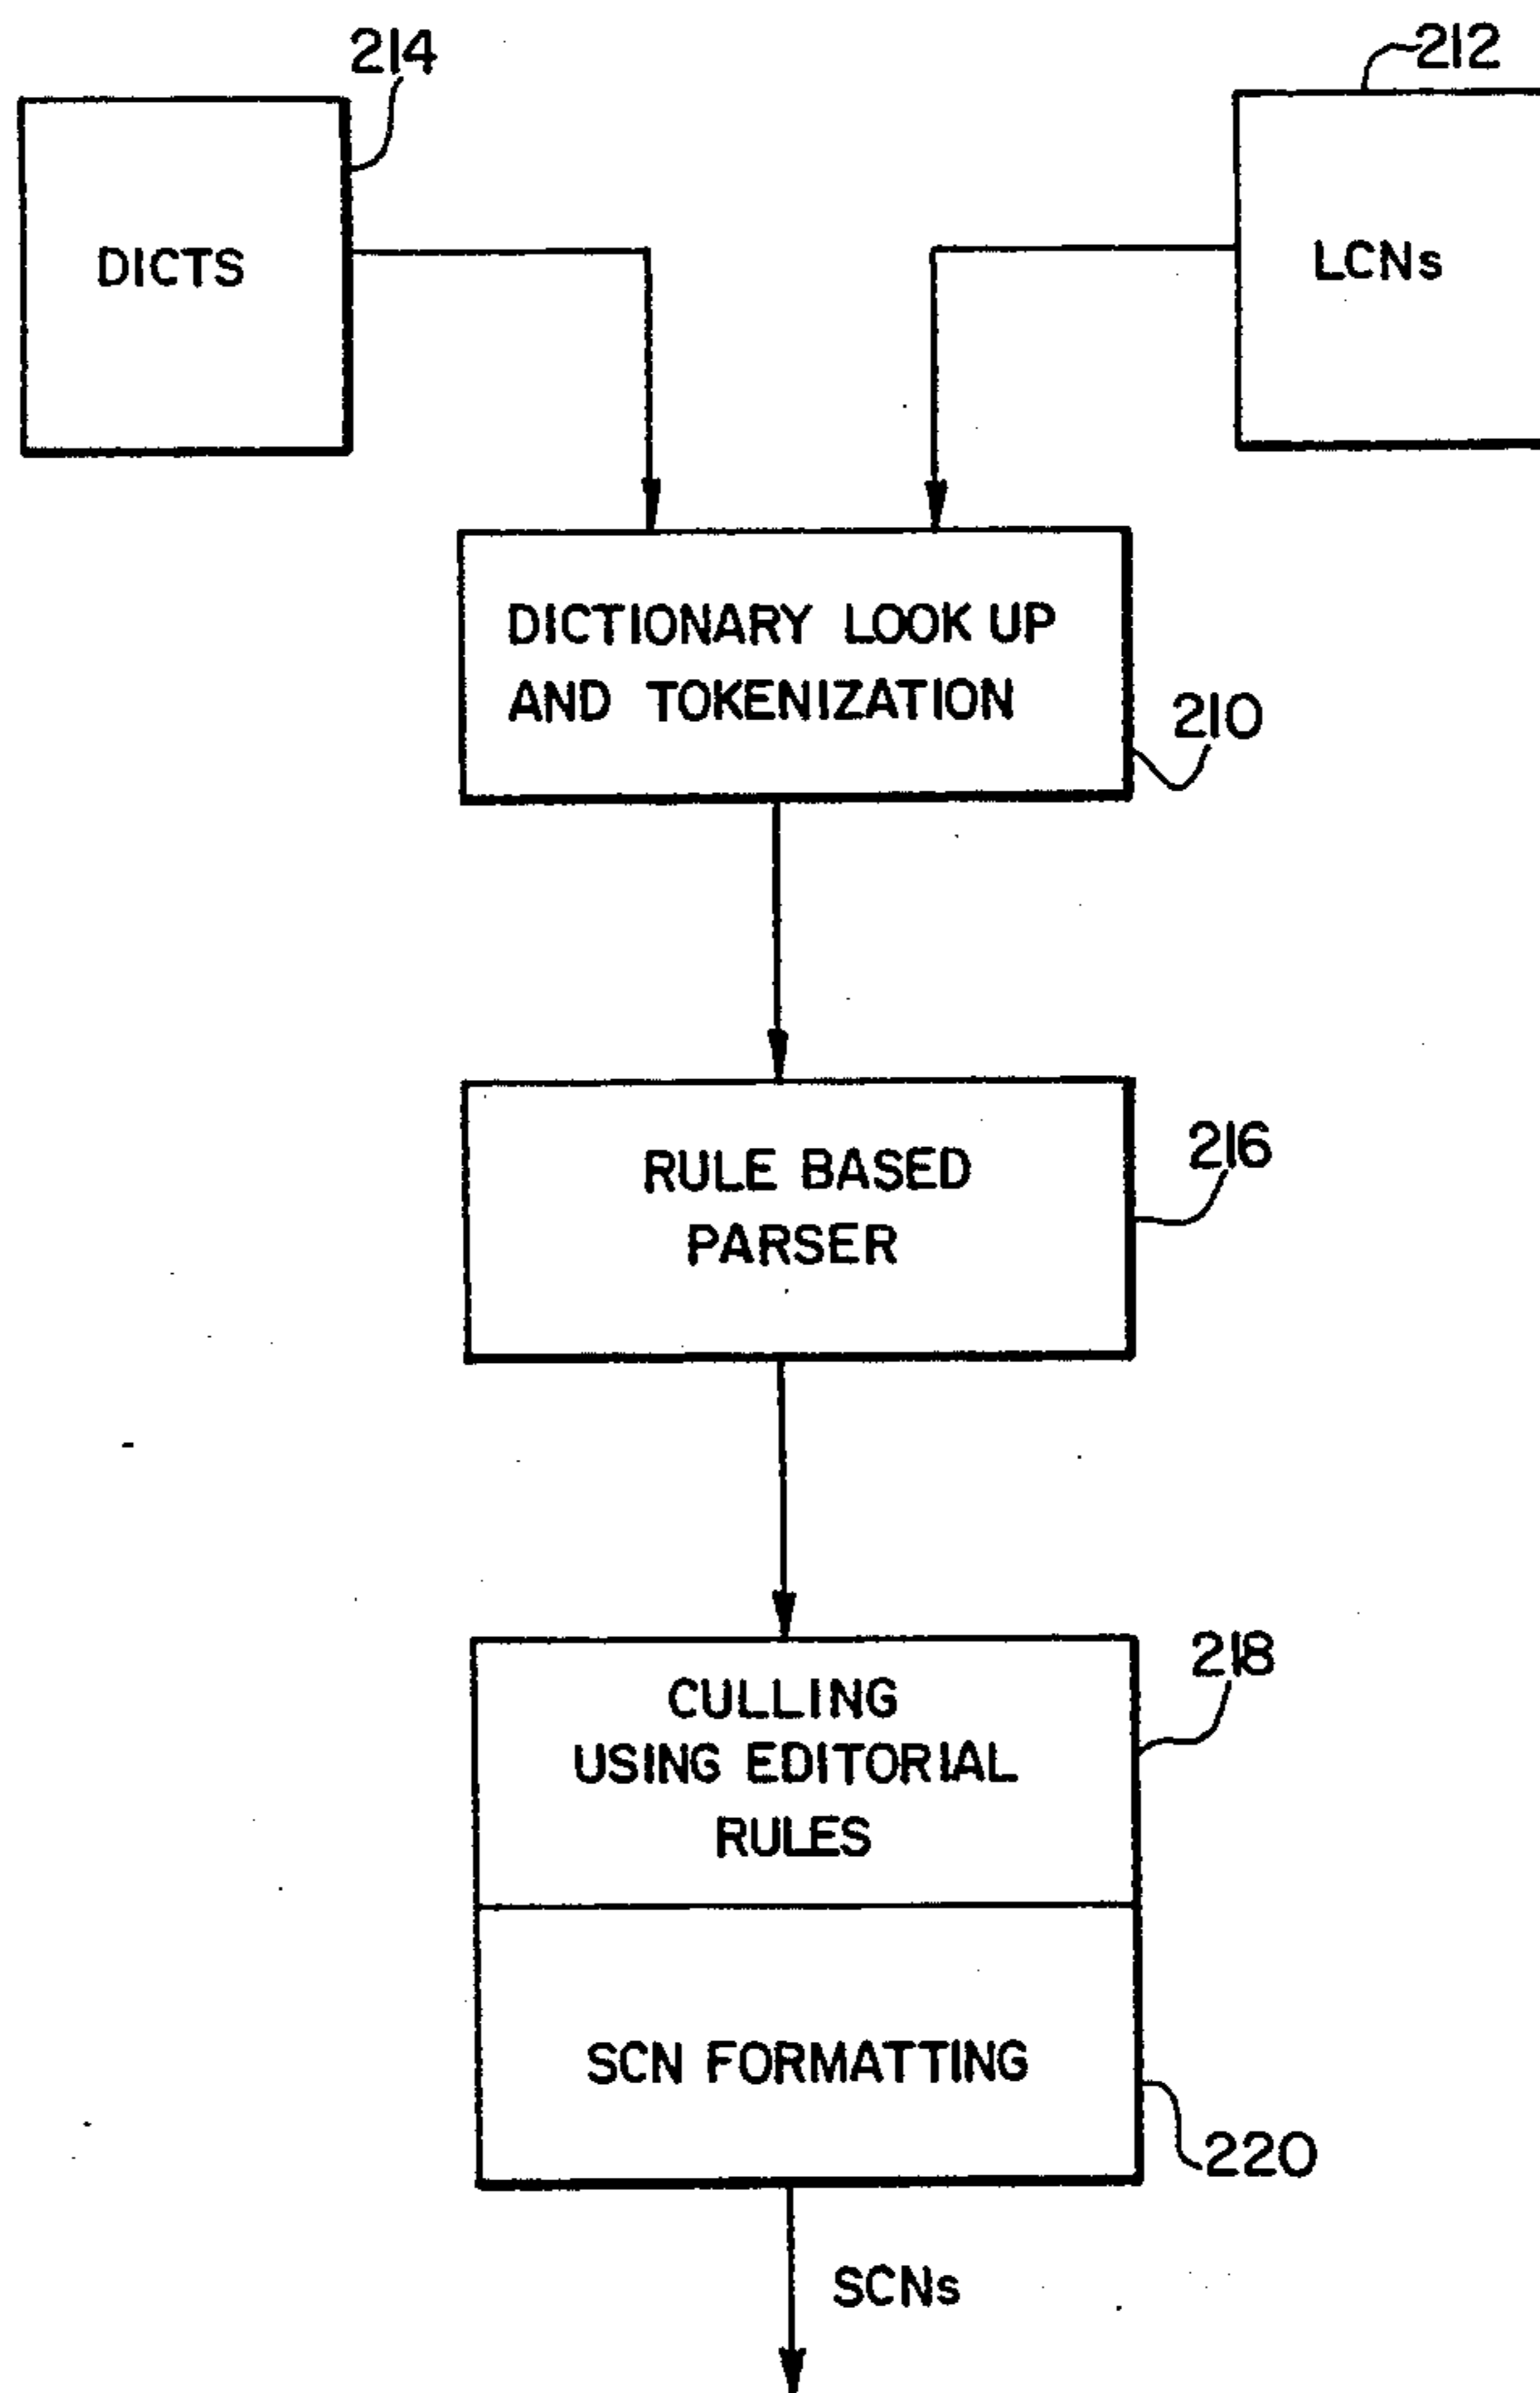 214
212
DICTS
LCNs
DICTIONARY LOOK UP
AND TOKENIZATION
210
RULE BASED
PARSER
216
CULLING
USING EDITORIAL
RULES
218
SCN FORMATTING
220
SCNs